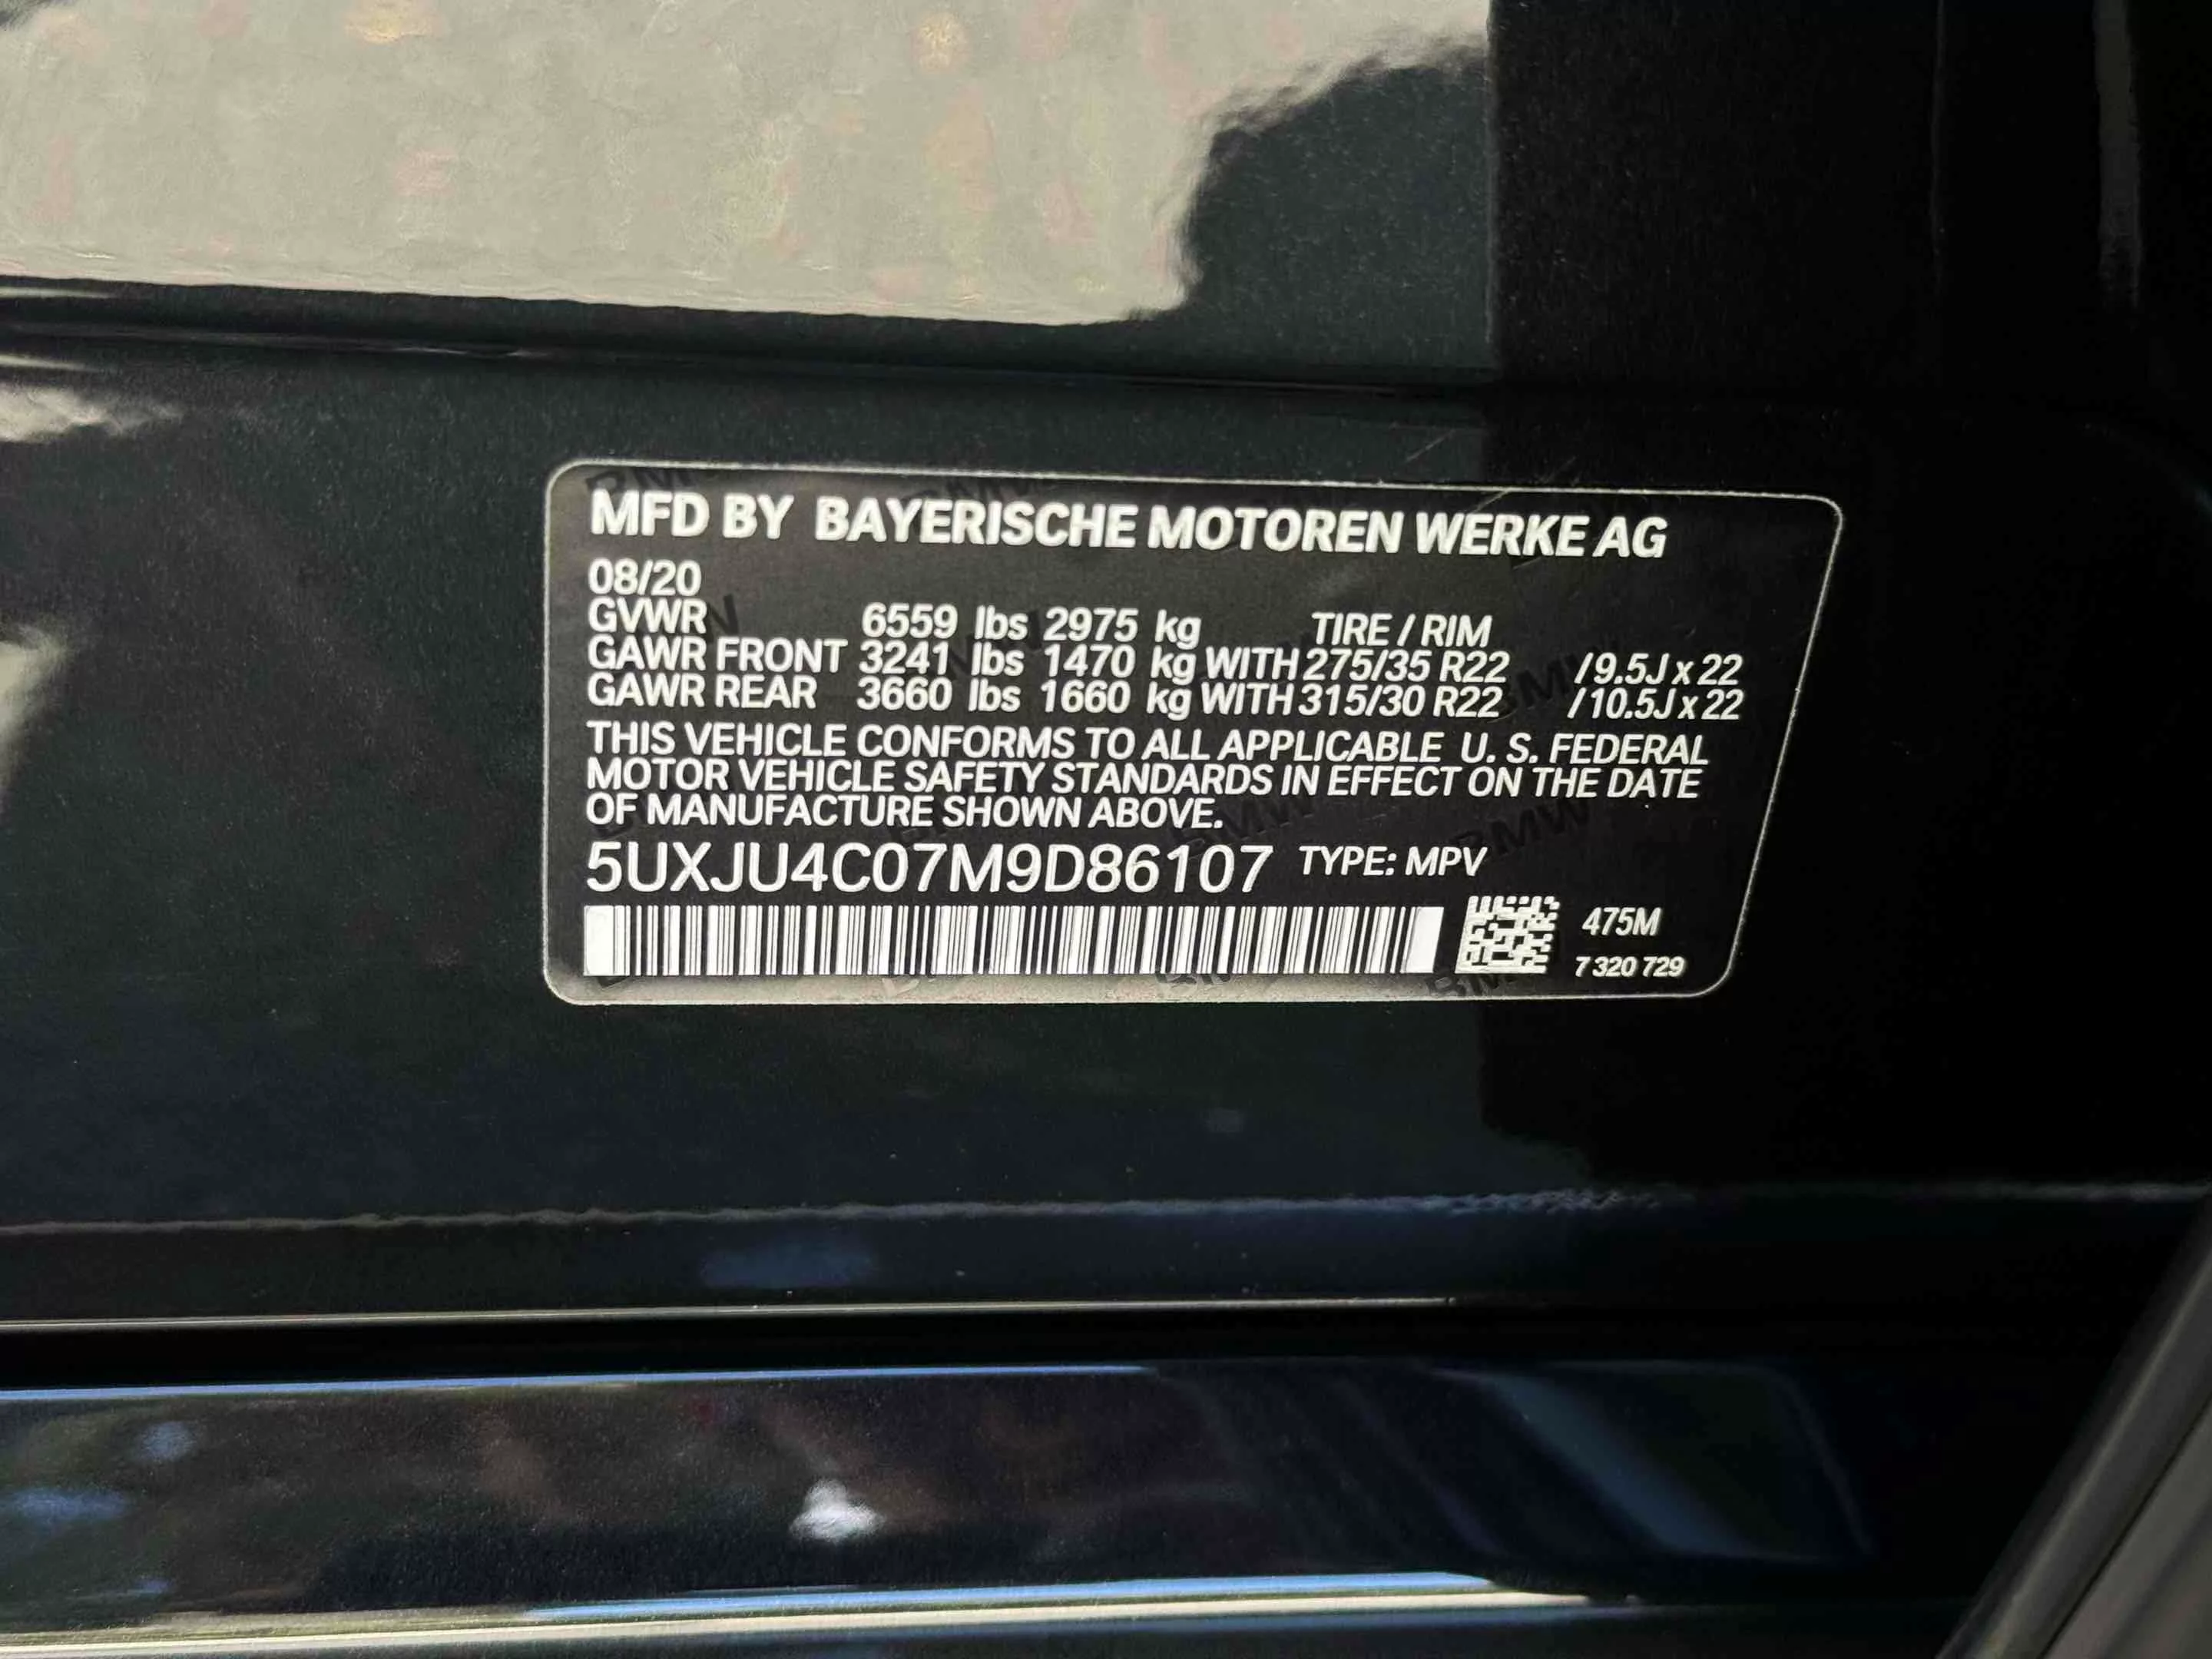 MFD BY BAYERISCHE MOTOREN WERKE AG
08/20
GVWR 6559 lbs 2975 kg TIRE / RIM
GAWR FRONT 3241 lbs 1470 kg WITH 275/35 R22 / 9.5J x 22
GAWR REAR 3660 lbs 1660 kg WITH 315/30 R22 / 10.5J x 22
THIS VEHICLE CONFORMS TO ALL APPLICABLE U. S. FEDERAL
MOTOR VEHICLE SAFETY STANDARDS IN EFFECT ON THE DATE
OF MANUFACTURE SHOWN ABOVE.
5UXJU4C07M9D86107 TYPE: MPV
475M
7 320 729